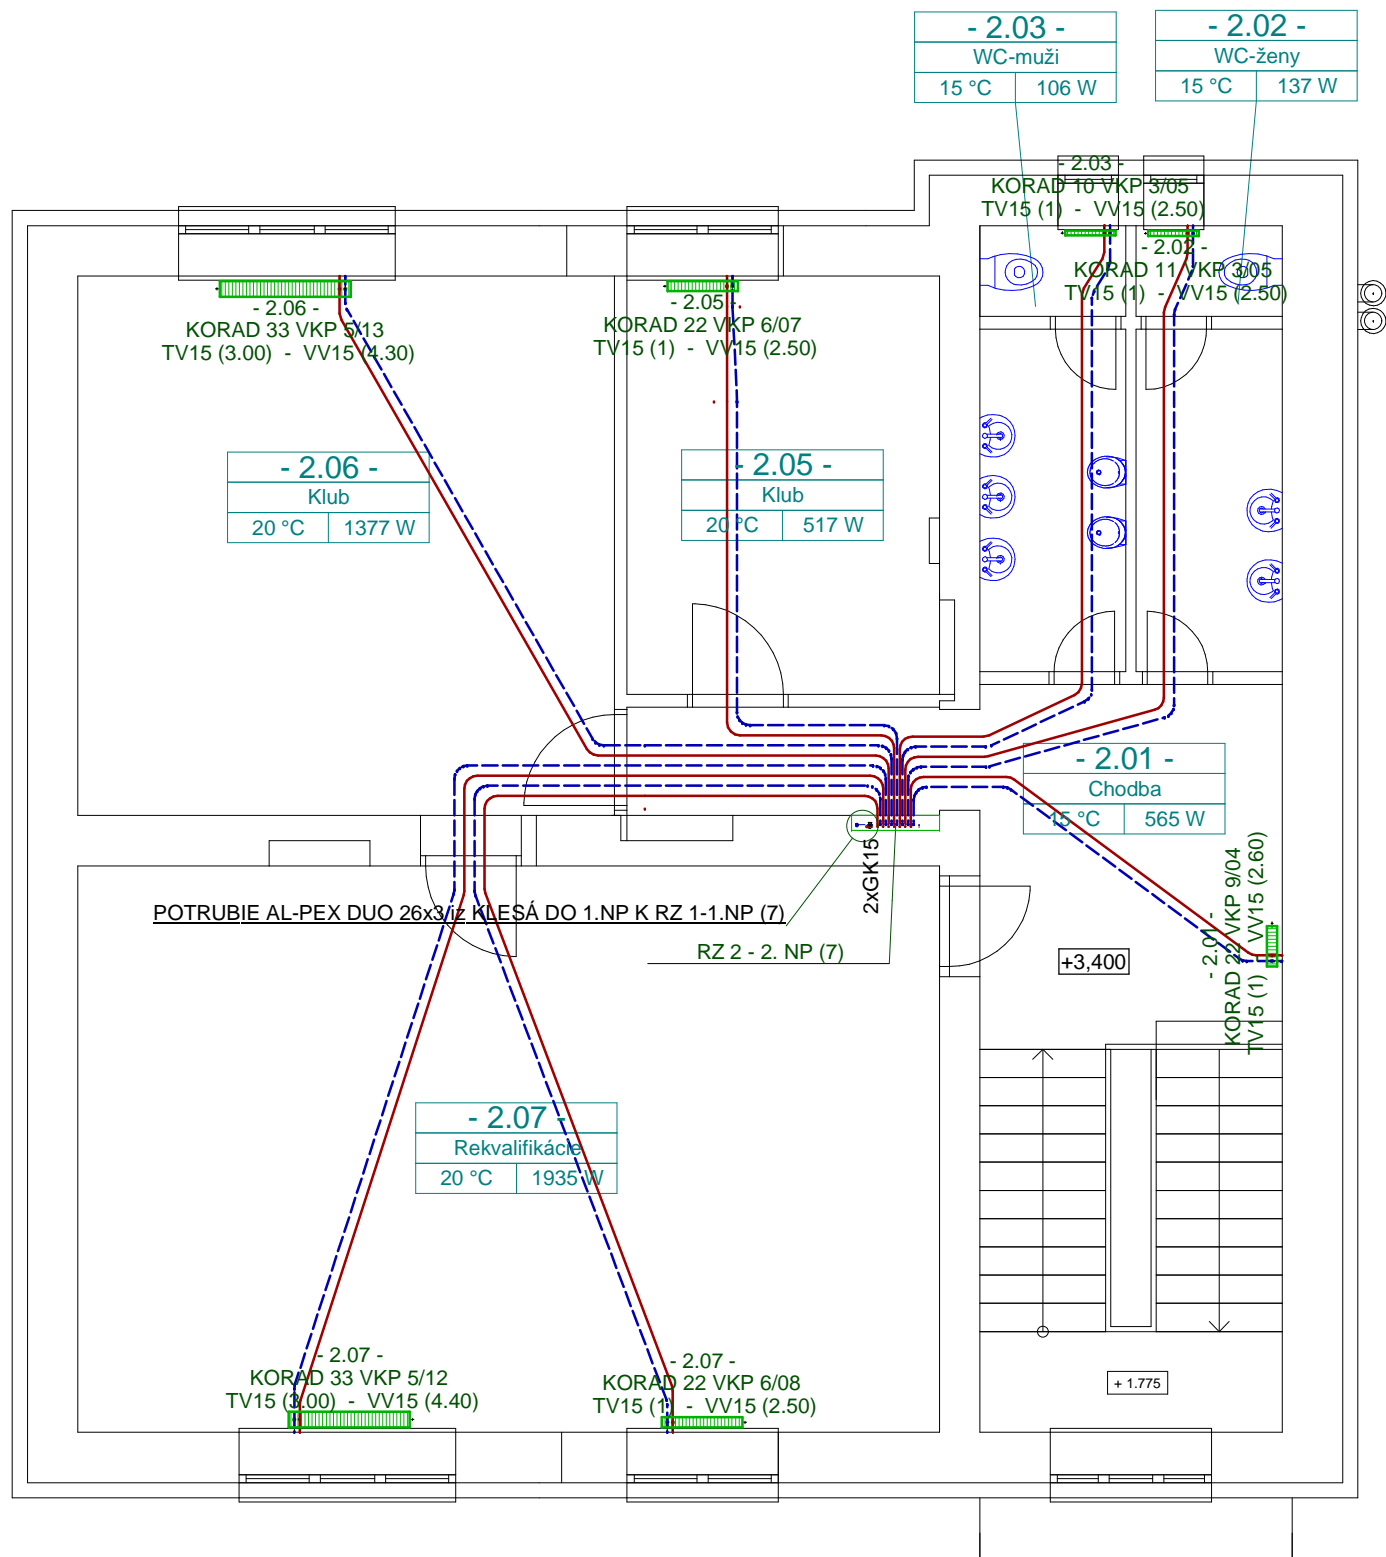 - 2.03 -
WC-muži
15 °C 106 W
- 2.02 -
WC-ženy
15 °C 137 W
- 2.03 -
KORAD 10 VKP 3/05
TV15 (1) - VV15 (2.50)
- 2.02 -
KORAD 11 VKP 3/05
TV15 (1) - VV15 (2.50)
- 2.06 -
KORAD 33 VKP 5/13
TV15 (3.00) - VV15 (4.30)
- 2.05 -
KORAD 22 VKP 6/07
TV15 (1) - VV15 (2.50)
- 2.06 -
Klub
20 °C 1377 W
- 2.05 -
Klub
20 °C 517 W
- 2.01 -
Chodba
15 °C 565 W
2xGK15
POTRUBIE AL-PEX DUO 26x3 iz KLESÁ DO 1.NP K RZ 1-1.NP (7)
RZ 2 - 2. NP (7)
- 2.01 -
KORAD 22 VKP 9/04
TV15 (1) - VV15 (2.60)
+3,400
- 2.07 -
Rekvalifikácie
20 °C 1935 W
- 2.07 -
KORAD 33 VKP 5/12
TV15 (3.00) - VV15 (4.40)
- 2.07 -
KORAD 22 VKP 6/08
TV15 (1) - VV15 (2.50)
+ 1.775